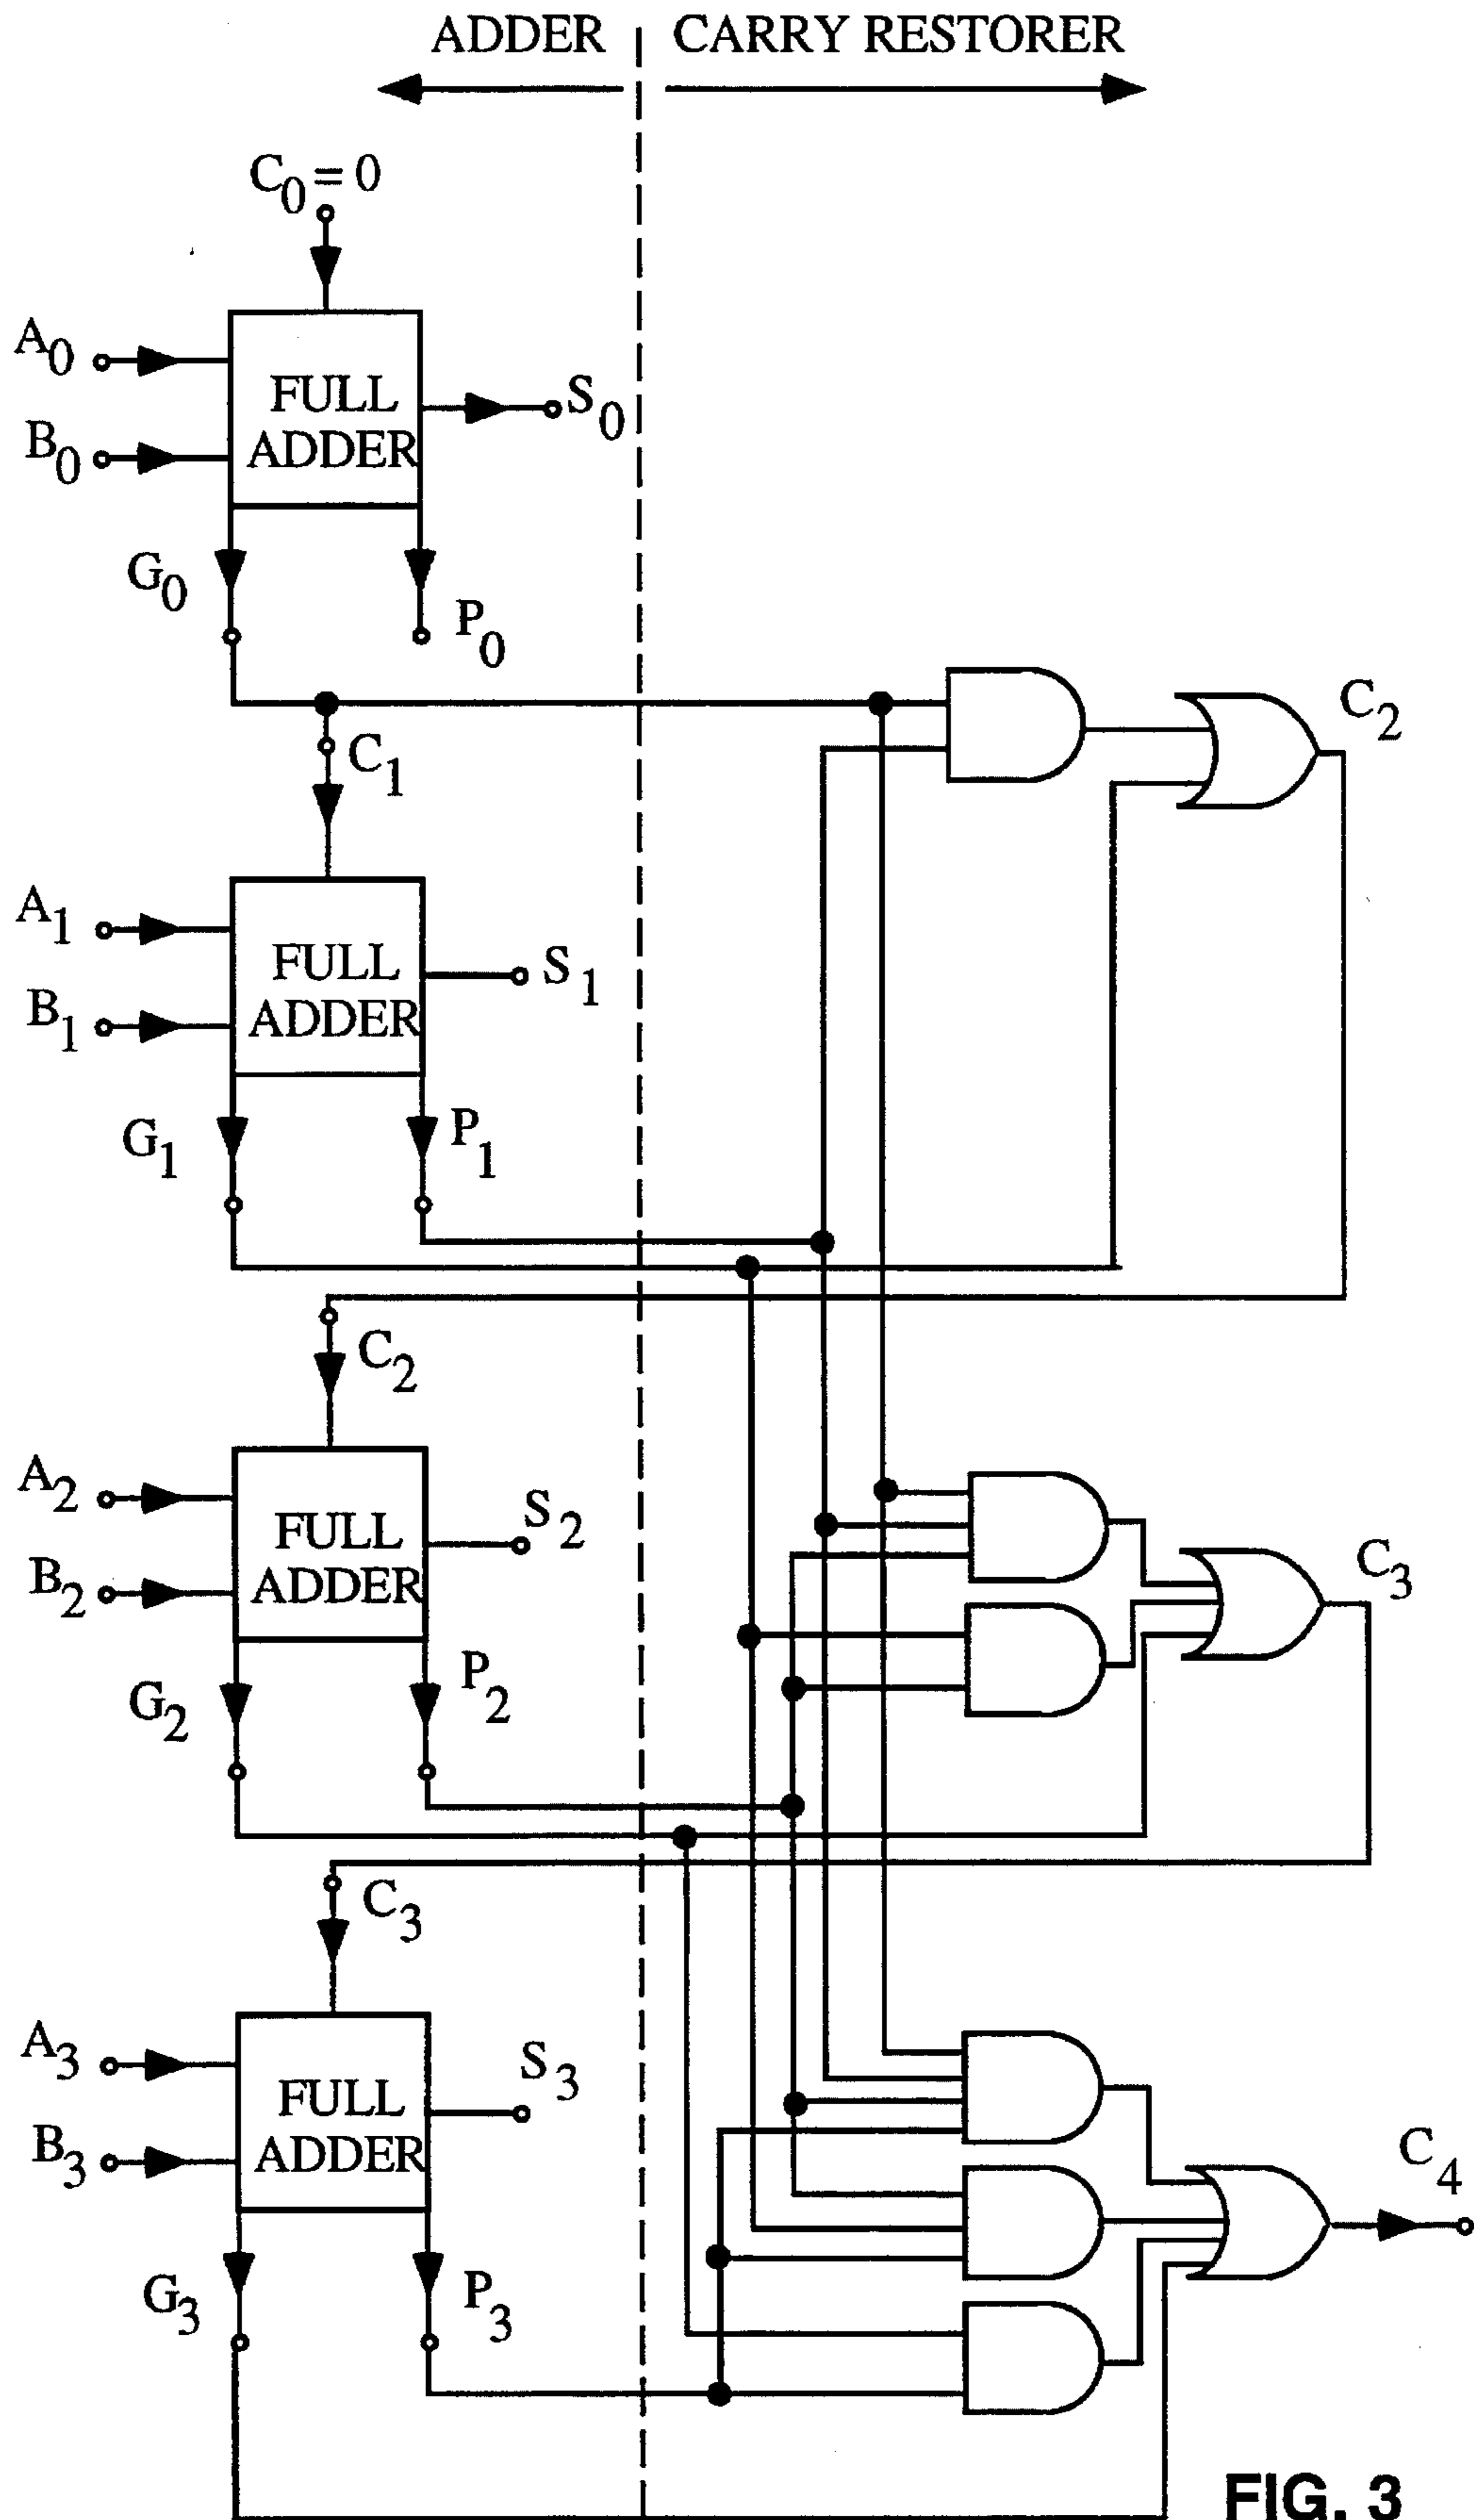 ADDER CARRY RESTORER
C0 = 0
A0
FULL
ADDER
S0
B0
G0
P0
C2
C1
A1
FULL
ADDER
S1
B1
G1
P1
C2
A2
FULL
ADDER
S2
B2
C3
G2
P2
C3
A3
FULL
ADDER
S3
B3
C4
G3
P3
FIG. 3